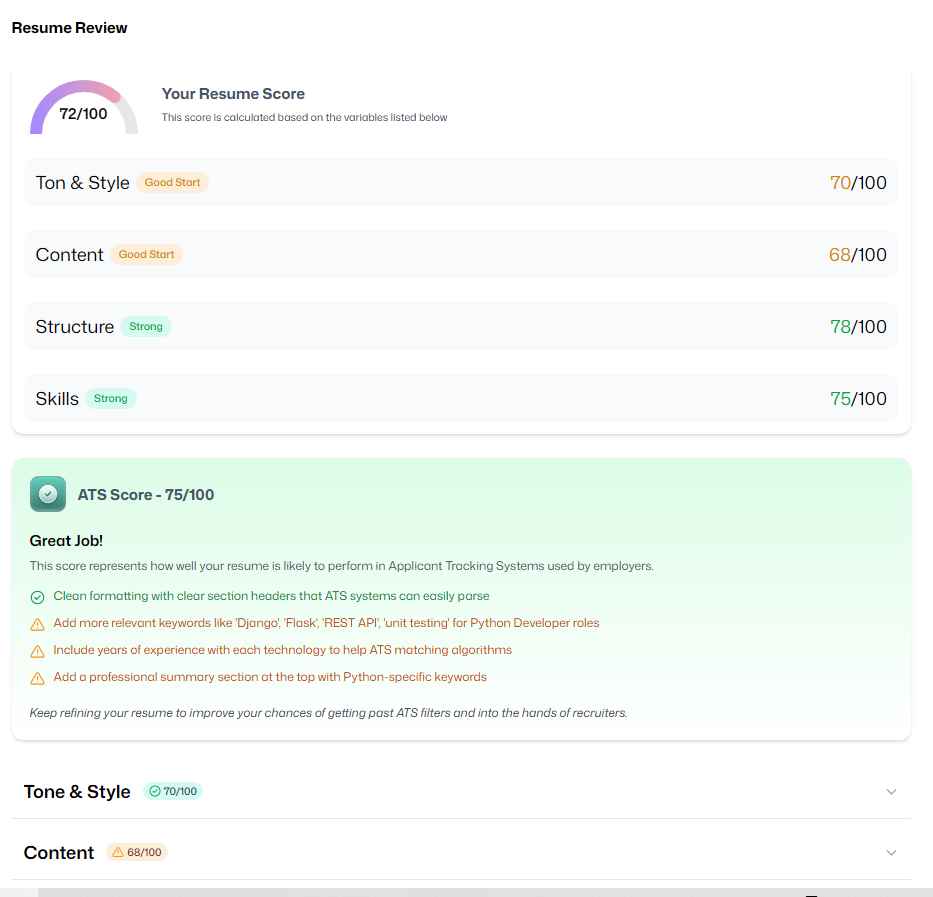 Resume Review
72/100
Your Resume Score
This score is calculated based on the variables listed below
Ton & Style Good Start 70/100
Content Good Start 68/100
Structure Strong 78/100
Skills Strong 75/100
ATS Score - 75/100
Great Job!
This score represents how well your resume is likely to perform in Applicant Tracking Systems used by employers.
Clean formatting with clear section headers that ATS systems can easily parse
Add more relevant keywords like 'Django', 'Flask', 'REST API', 'unit testing' for Python Developer roles
Include years of experience with each technology to help ATS matching algorithms
Add a professional summary section at the top with Python-specific keywords
Keep refining your resume to improve your chances of getting past ATS filters and into the hands of recruiters.
Tone & Style 70/100
Content 68/100